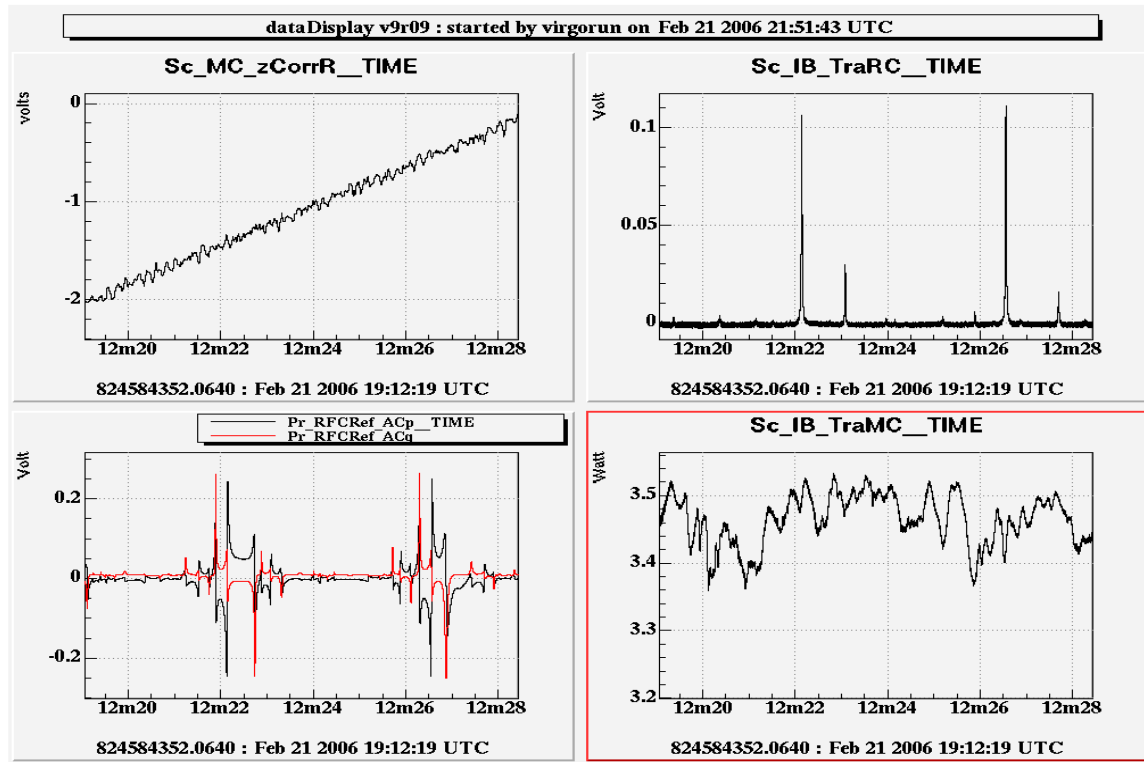 dataDisplay v9r09 : started by virgorun on Feb 21 2006 21:51:43 UTC
Sc_MC_zCorrR__TIME
volts
0
-1
-2
12m20 12m22 12m24 12m26 12m28
824584352.0640 : Feb 21 2006 19:12:19 UTC
Sc_IB_TraRC__TIME
Volt
0.1
0.05
0
12m20 12m22 12m24 12m26 12m28
824584352.0640 : Feb 21 2006 19:12:19 UTC
Pr_RFCRef_ACp__TIME
Pr_RFCRef_ACq
Volt
0.2
0
-0.2
12m20 12m22 12m24 12m26 12m28
824584352.0640 : Feb 21 2006 19:12:19 UTC
Sc_IB_TraMC__TIME
Watt
3.5
3.4
3.3
3.2
12m20 12m22 12m24 12m26 12m28
824584352.0640 : Feb 21 2006 19:12:19 UTC